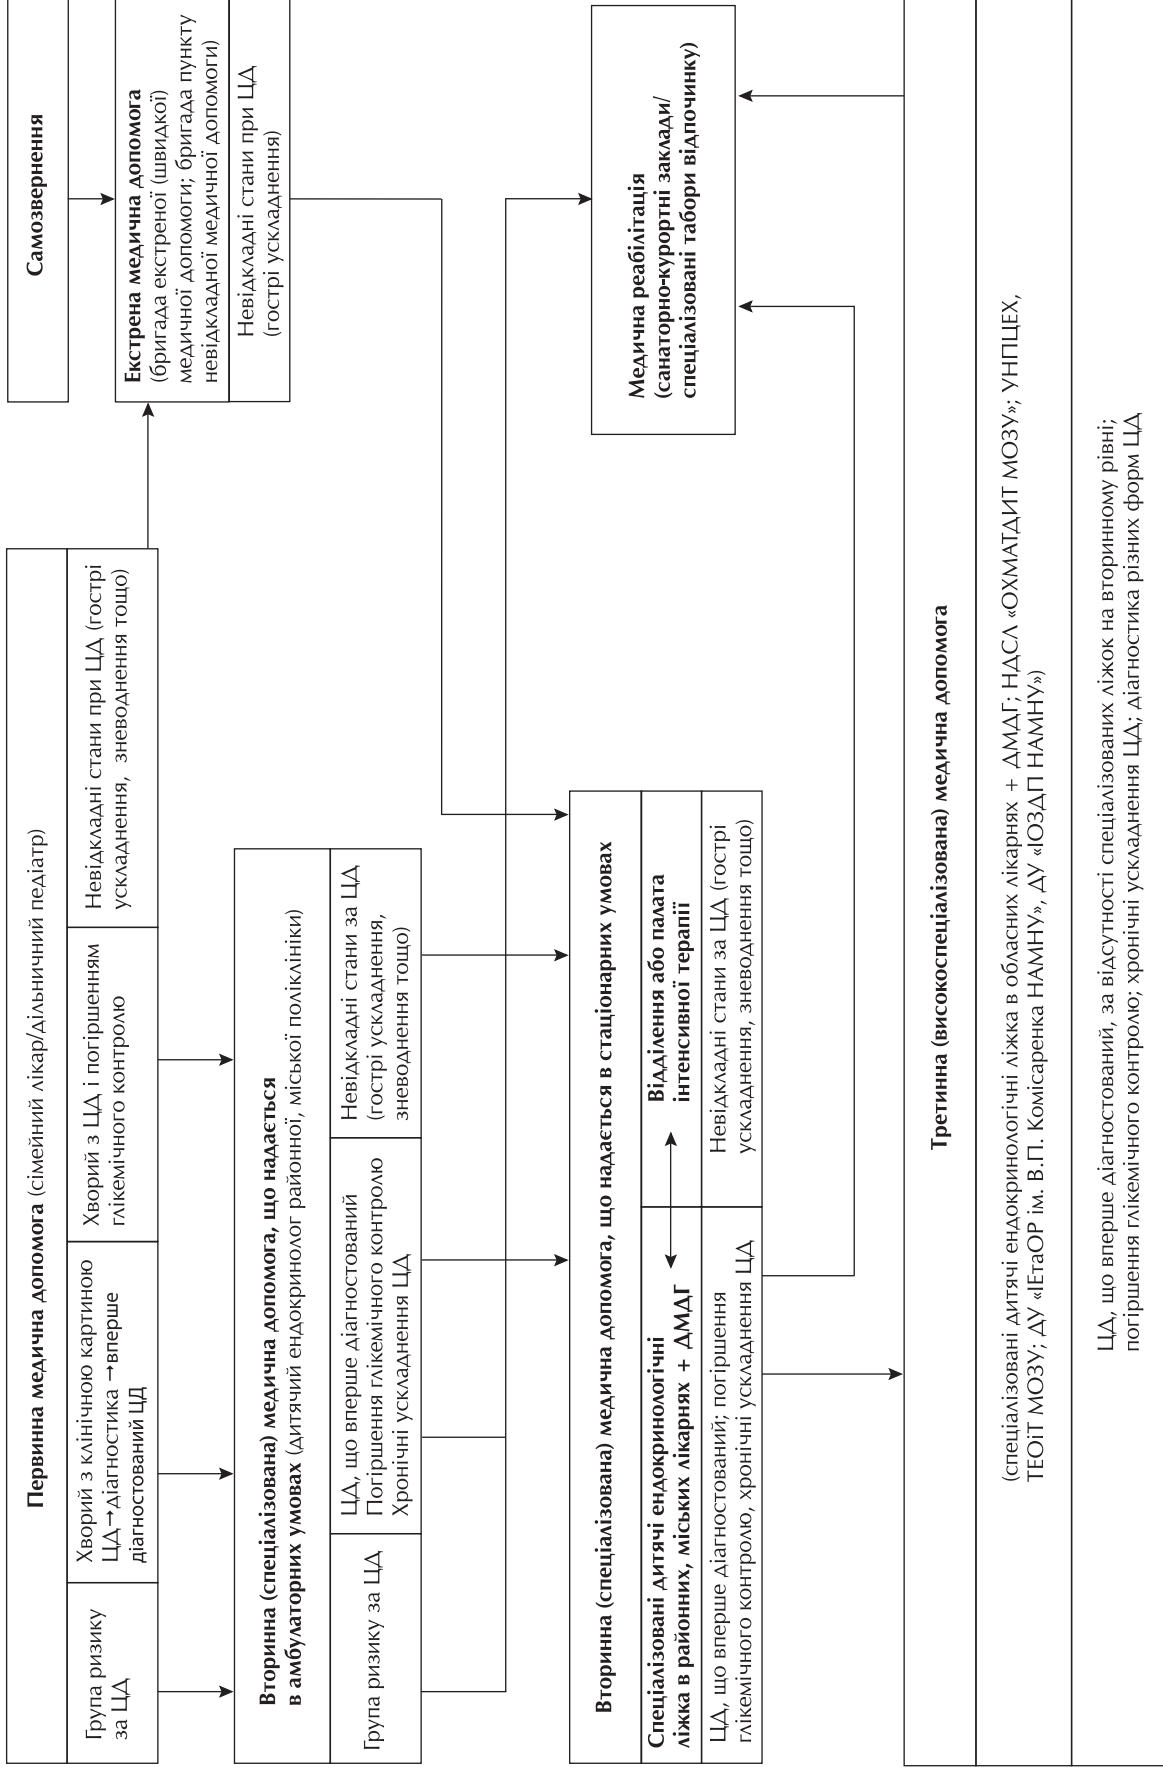 Первинна медична допомога (сімейний лікар/дільничний педіатр)
Група ризику
за ЦД
Хворий з клінічною картиною
ЦД→діагностика →вперше
діагностований ЦД
Хворий з ЦД і погіршенням
глікемічного контролю
Невідкладні стани при ЦД (гострі
ускладнення, зневоднення тощо)
Самозвернення
Екстрена медична допомога
(бригада екстреної (швидкої)
медичної допомоги; бригада пункту
невідкладної медичної допомоги)
Невідкладні стани при ЦД
(гострі ускладнення)
Вторинна (спеціалізована) медична допомога, що надається
в амбулаторних умовах (дитячий ендокринолог районної, міської поліклініки)
Група ризику за ЦД
ЦД, що вперше діагностований
Погіршення глікемічного контролю
Хронічні ускладнення ЦД
Невідкладні стани за ЦД
(гострі ускладнення,
зневоднення тощо)
Вторинна (спеціалізована) медична допомога, що надається в стаціонарних умовах
Спеціалізовані дитячі ендокринологічні
ліжка в районних, міських лікарнях + ДМДГ
Відділення або палата
інтенсивної терапії
ЦД, що вперше діагностований; погіршення
глікемічного контролю, хронічні ускладнення ЦД
Невідкладні стани за ЦД (гострі
ускладнення, зневоднення тощо)
Медична реабілітація
(санаторно-курортні заклади/
спеціалізовані табори відпочинку)
Третинна (високоспеціалізована) медична допомога
(спеціалізовані дитячі ендокринологічні ліжка в обласних лікарнях + ДМДГ; НДСЛ «ОХМАТДИТ МОЗУ»; УНПЦЕХ,
ТЕОіТ МОЗУ; ДУ «ІЕтаОР ім. В.П. Комісаренка НАМНУ», ДУ «ІОЗДП НАМНУ»)
ЦД, що вперше діагностований, за відсутності спеціалізованих ліжок на вторинному рівні;
погіршення глікемічного контролю; хронічні ускладнення ЦД; діагностика різних форм ЦД